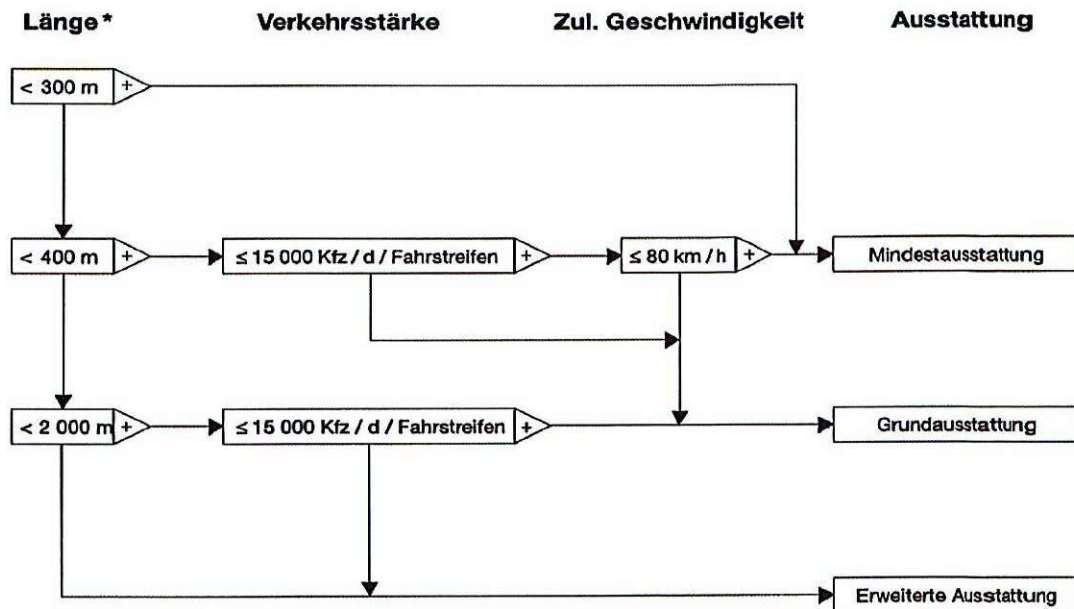 Länge * Verkehrsstärke Zul. Geschwindigkeit Ausstattung
< 300 m +
< 400 m + ≤ 15 000 Kfz / d / Fahrstreifen + ≤ 80 km / h + Mindestausstattung
< 2 000 m + ≤ 15 000 Kfz / d / Fahrstreifen + Grundausstattung
Erweiterte Ausstattung